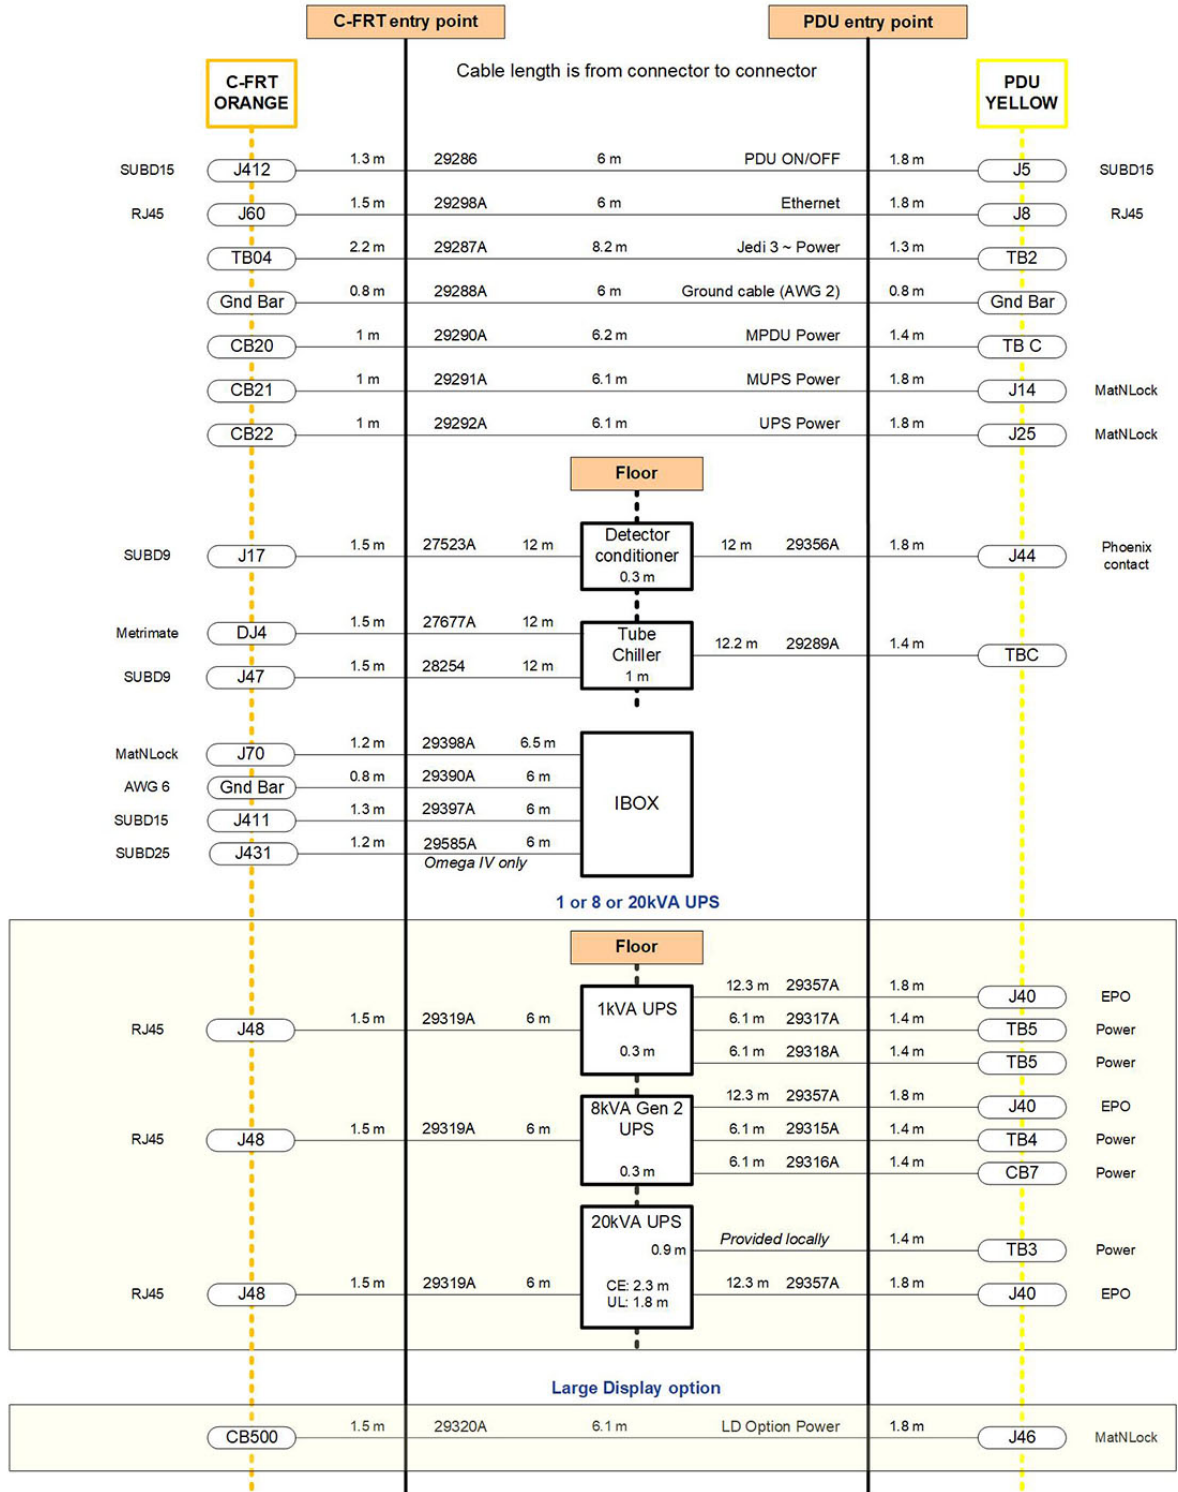 C-FRT entry point
PDU entry point
Cable length is from connector to connector
C-FRT
ORANGE
PDU
YELLOW
SUBD15 J412 1.3 m 29286 6 m PDU ON/OFF 1.8 m J5 SUBD15
RJ45 J60 1.5 m 29298A 6 m Ethernet 1.8 m J8 RJ45
TB04 2.2 m 29287A 8.2 m Jedi 3 ~ Power 1.3 m TB2
Gnd Bar 0.8 m 29288A 6 m Ground cable (AWG 2) 0.8 m Gnd Bar
CB20 1 m 29290A 6.2 m MPDU Power 1.4 m TB C
CB21 1 m 29291A 6.1 m MUPS Power 1.8 m J14 MatNLock
CB22 1 m 29292A 6.1 m UPS Power 1.8 m J25 MatNLock
Floor
SUBD9 J17 1.5 m 27523A 12 m
Detector
conditioner
0.3 m
12 m 29356A 1.8 m J44
Phoenix
contact
Metrimate DJ4 1.5 m 27677A 12 m
SUBD9 J47 1.5 m 28254 12 m
Tube
Chiller
1 m
12.2 m 29289A 1.4 m TBC
MatNLock J70 1.2 m 29398A 6.5 m
AWG 6 Gnd Bar 0.8 m 29390A 6 m
SUBD15 J411 1.3 m 29397A 6 m
SUBD25 J431 1.2 m 29585A 6 m
Omega IV only
IBOX
1 or 8 or 20kVA UPS
Floor
RJ45 J48 1.5 m 29319A 6 m
1kVA UPS
0.3 m
12.3 m 29357A 1.8 m J40 EPO
6.1 m 29317A 1.4 m TB5 Power
6.1 m 29318A 1.4 m TB5 Power
RJ45 J48 1.5 m 29319A 6 m
8kVA Gen 2
UPS
0.3 m
12.3 m 29357A 1.8 m J40 EPO
6.1 m 29315A 1.4 m TB4 Power
6.1 m 29316A 1.4 m CB7 Power
RJ45 J48 1.5 m 29319A 6 m
20kVA UPS
0.9 m
CE: 2.3 m
UL: 1.8 m
Provided locally 1.4 m TB3 Power
12.3 m 29357A 1.8 m J40 EPO
Large Display option
CB500 1.5 m 29320A 6.1 m LD Option Power 1.8 m J46 MatNLock